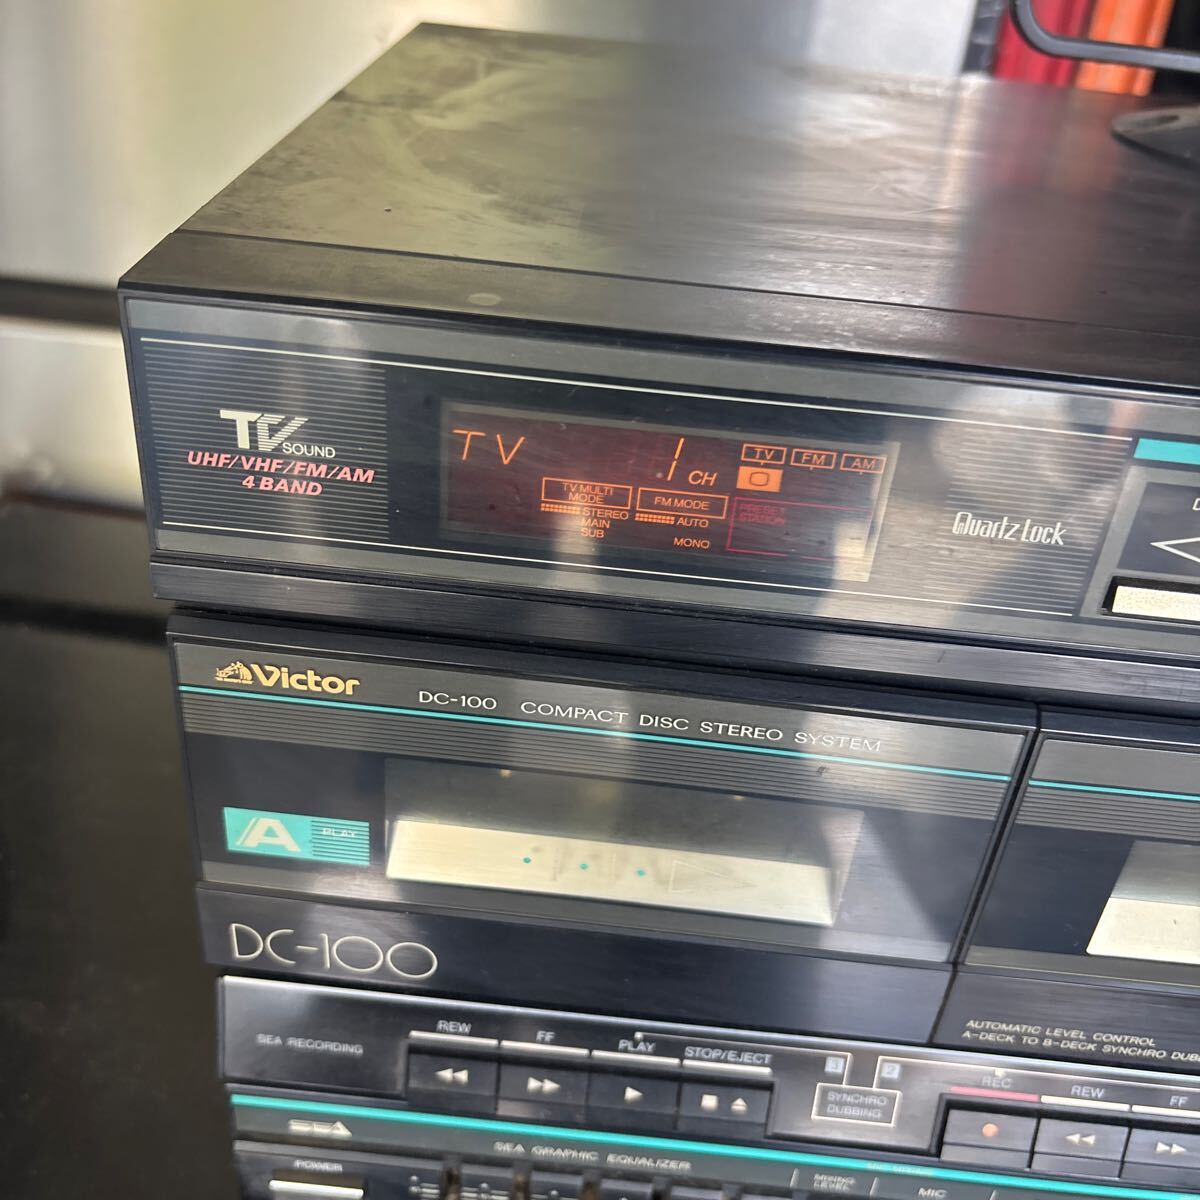 TV SOUND
UHF/VHF/FM/AM
4 BAND
TV 1 CH
TV FM AM
TV MULTI MODE
STEREO
MAIN
SUB
FM MODE
AUTO
MONO
PRESET STATION
Quartz Lock
Victor
DC-100 COMPACT DISC STEREO SYSTEM
A PLAY
DC-100
AUTOMATIC LEVEL CONTROL
A-DECK TO B-DECK SYNCHRO
SEA RECORDING
REW FF PLAY STOP/EJECT
2
SYNCHRO DUBBING
REC REW FF
SEA
SEA GRAPHIC EQUALIZER
POWER
MIC